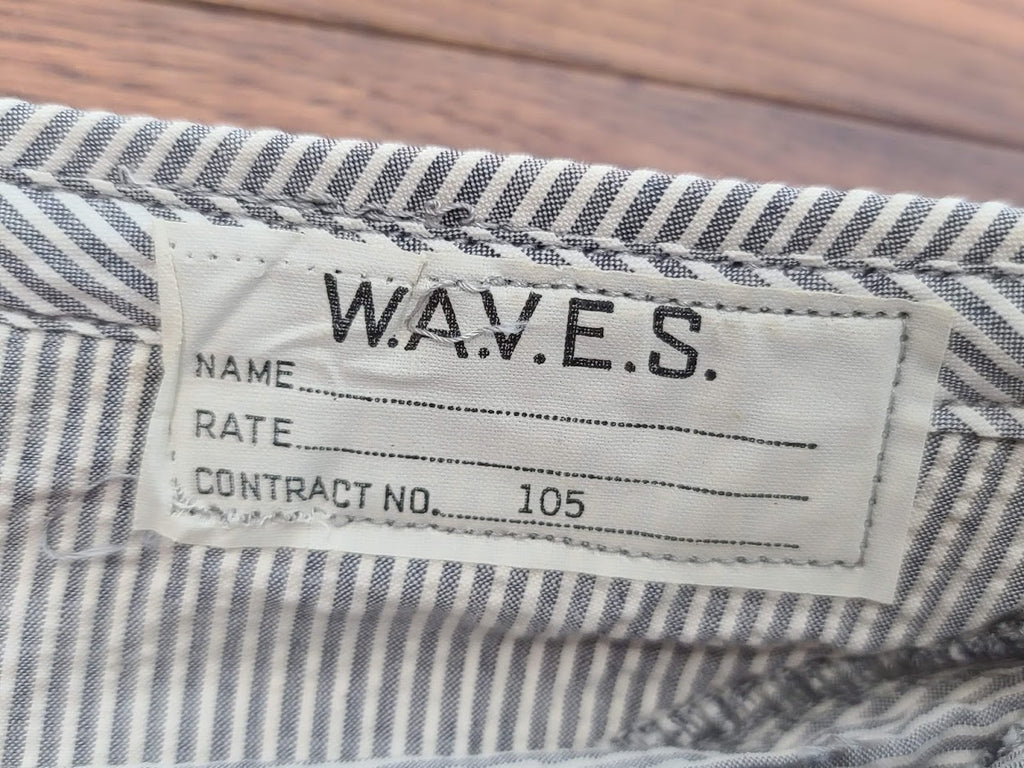 W.A.V.E.S.
NAME
RATE
CONTRACT NO. 105